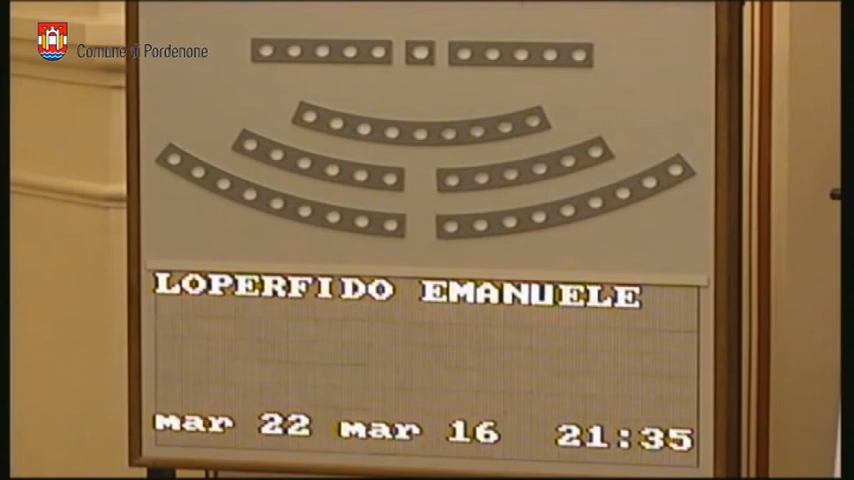 Comune di Pordenone
LOPERFIDO EMANUELE
mar 22 mar 16 21:35